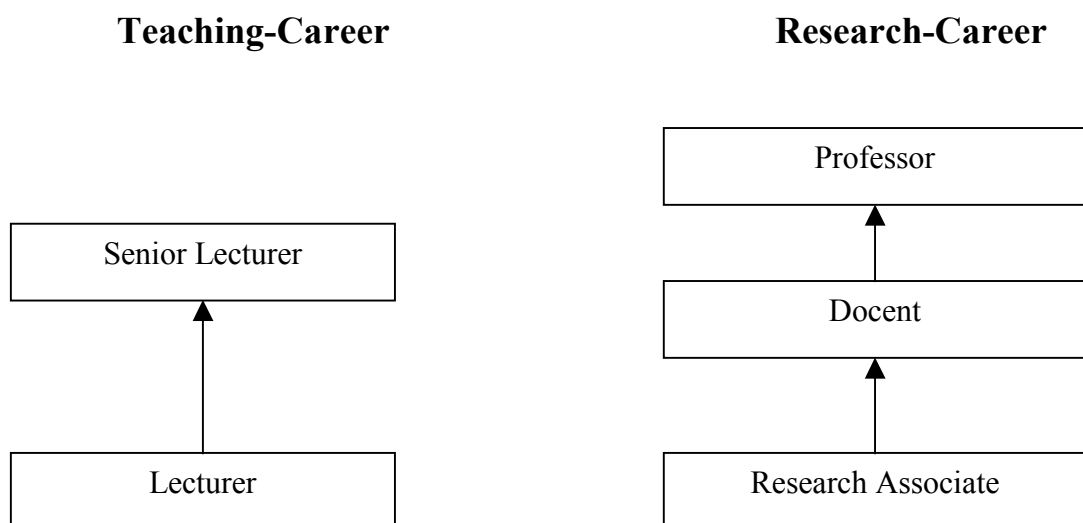 Teaching-Career
Research-Career
Professor
Senior Lecturer
Docent
Lecturer
Research Associate